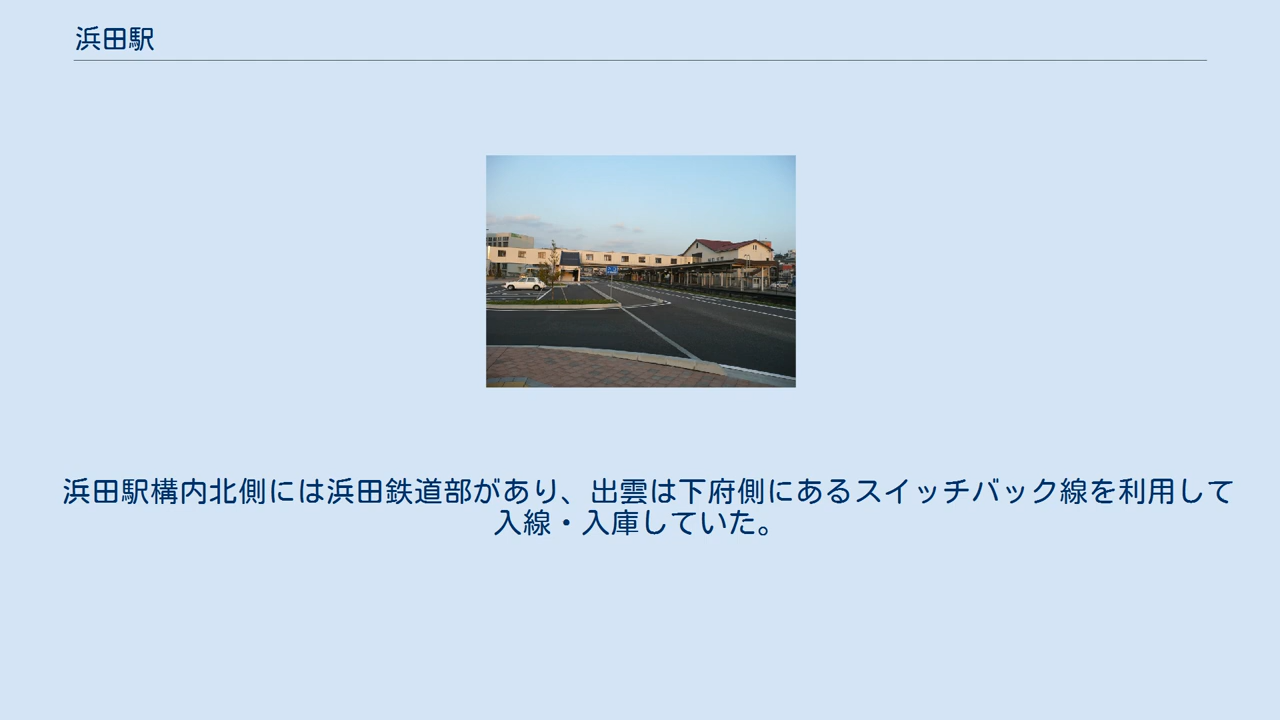 浜田駅
浜田駅構内北側には浜田鉄道部があり、出雲は下府側にあるスイッチバック線を利用して
入線・入庫していた。